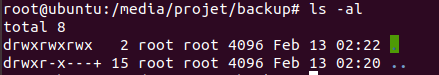 root@ubuntu:/media/projet/backup# ls -al
total 8
drwxrwxrwx   2 root root 4096 Feb 13 02:22 .
drwxr-x---+ 15 root root 4096 Feb 13 02:20 ..